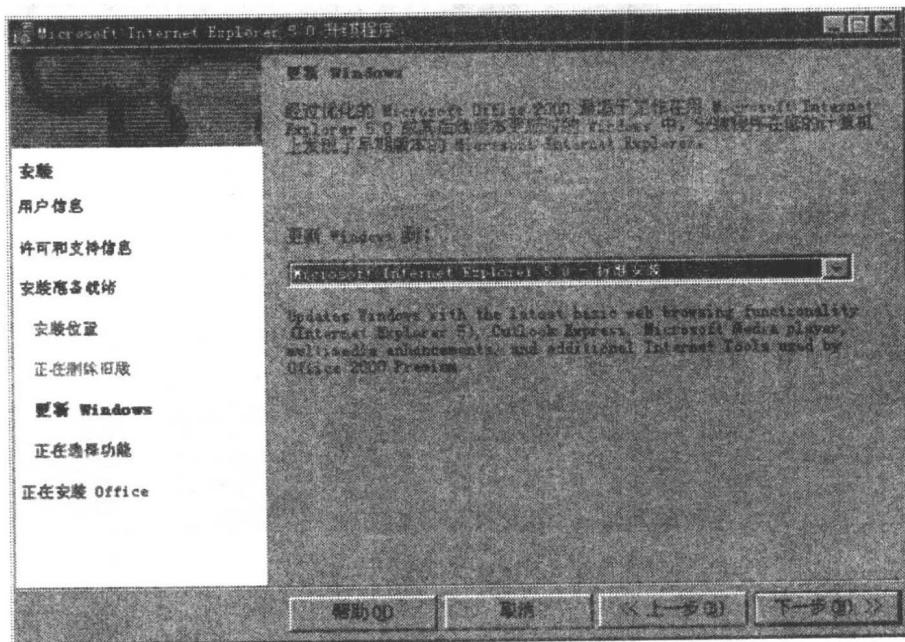 Microsoft Internet Explorer 5.0 升级程序
更新 Windows
经过优化的 Microsoft Office 2000 最适于工作在用 Microsoft Internet
Explorer 5.0 或其后续版本更新的 Windows 中，安装程序在您的计算机
上发现了早期版本的 Microsoft Internet Explorer。
安装
用户信息
许可和支持信息
安装准备就绪
安装位置
正在删除旧版
更新 Windows
正在选择功能
正在安装 Office
更新 Windows 到：
Microsoft Internet Explorer 5.0 - 标准安装
Updates Windows with the latest basic web browsing functionality
(Internet Explorer 5), Outlook Express, Microsoft Media player,
multimedia enhancements, and additional Internet Tools used by
Office 2000 Premium
帮助(H)
取消
<< 上一步(B)
下一步(N) >>